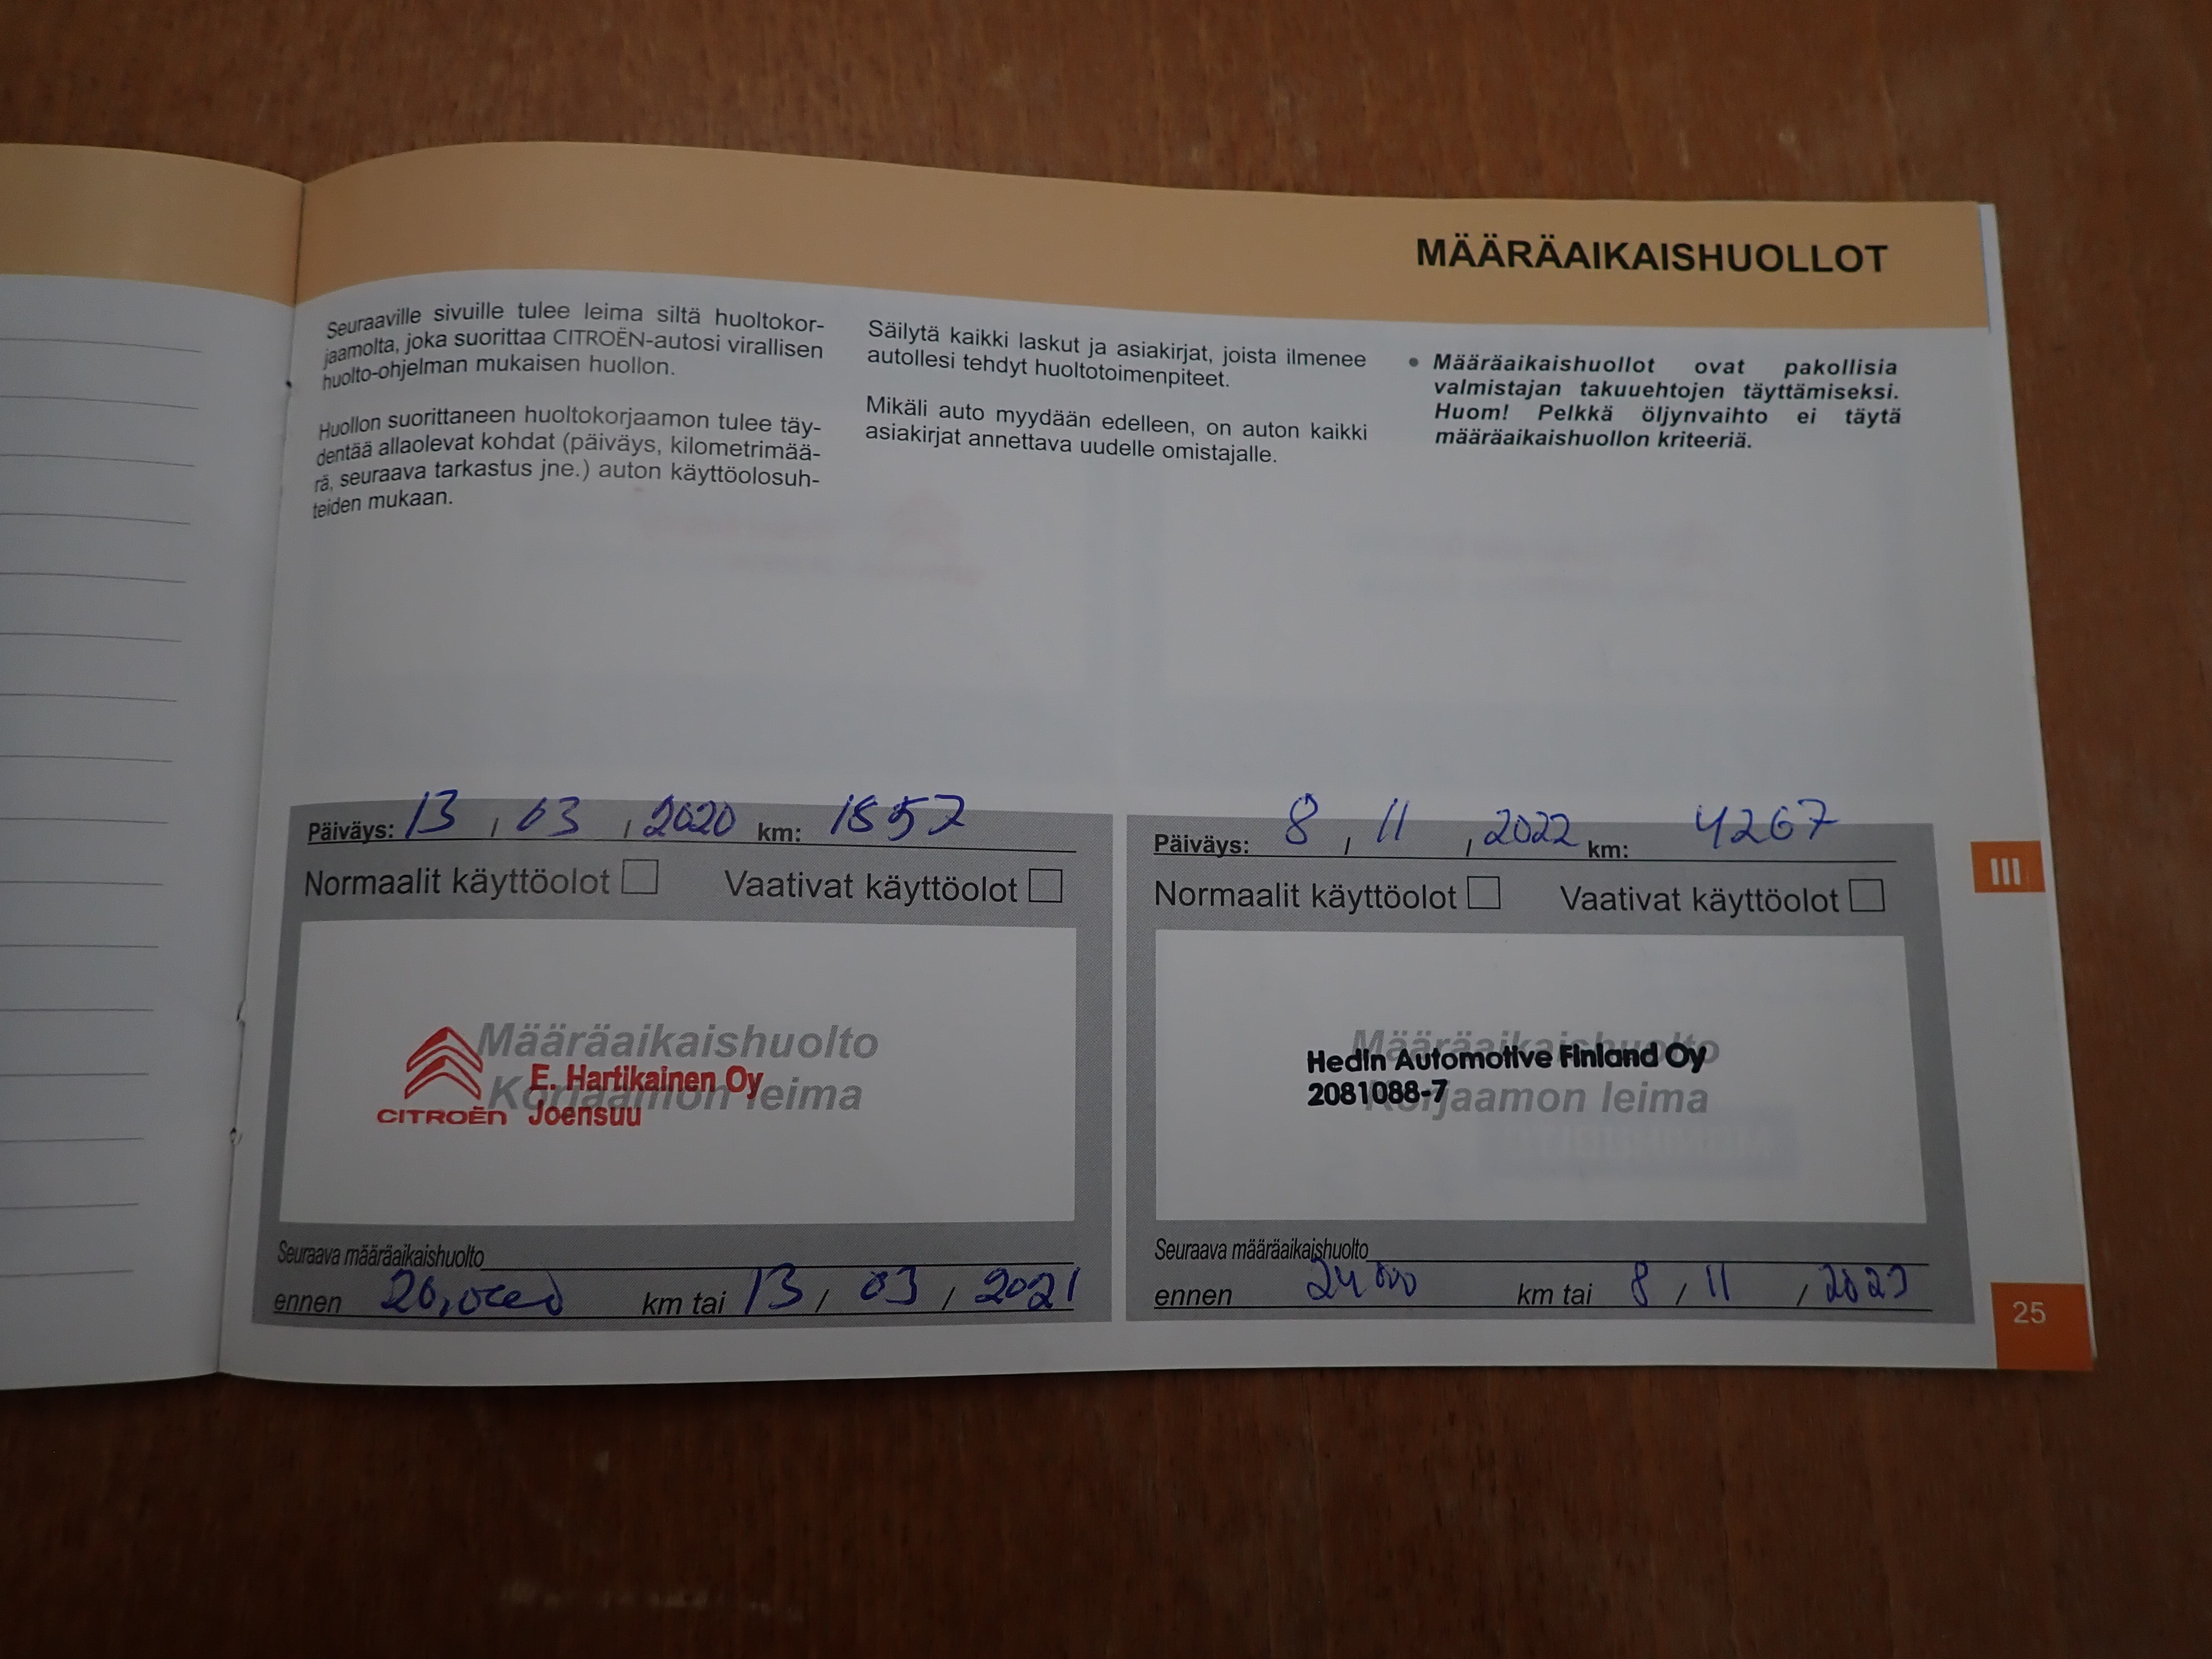 MÄÄRÄAIKAISHUOLLOT
Seuraaville sivuille tulee leima siltä huoltokor-
jaamolta, joka suorittaa CITROËN-autosi virallisen
huolto-ohjelman mukaisen huollon.
Huollon suorittaneen huoltokorjaamon tulee täy-
dentää allaolevat kohdat (päiväys, kilometrimää-
rä, seuraava tarkastus jne.) auton käyttöolosuh-
teiden mukaan.
Säilytä kaikki laskut ja asiakirjat, joista ilmenee
autollesi tehdyt huoltotoimenpiteet.
Mikäli auto myydään edelleen, on auton kaikki
asiakirjat annettava uudelle omistajalle.
• Määräaikaishuollot ovat pakollisia
valmistajan takuuehtojen täyttämiseksi.
Huom! Pelkkä öljynvaihto ei täytä
määräaikaishuollon kriteeriä.
Päiväys: 13 / 03 / 2020 km:
Normaalit käyttöolot Vaativat käyttöolot
Määräaikaishuolto
Korjaamon leima
E. Hartikainen Oy
CITROËN Joensuu
Seuraava määräaikaishuolto
ennen km tai 13 / 03 / 2021
Päiväys: 8 / 11 / 2022 km: 4267
Normaalit käyttöolot Vaativat käyttöolot
Määräaikaishuolto
Korjaamon leima
Hedin Automotive Finland Oy
2081088-7
Seuraava määräaikaishuolto
ennen 24000 km tai 8 / 11 / 2023
III
25